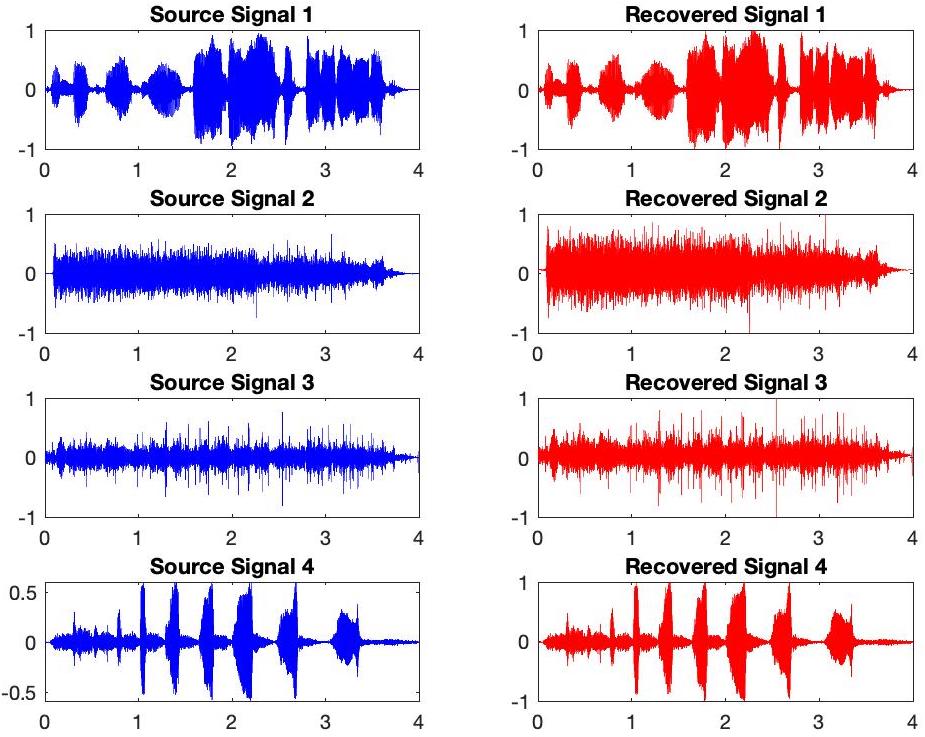 Source Signal 1
Recovered Signal 1
1
0
-1
0 1 2 3 4
1
0
-1
0 1 2 3 4
Source Signal 2
Recovered Signal 2
1
0
-1
0 1 2 3 4
1
0
-1
0 1 2 3 4
Source Signal 3
Recovered Signal 3
1
0
-1
0 1 2 3 4
1
0
-1
0 1 2 3 4
Source Signal 4
Recovered Signal 4
0.5
0
-0.5
0 1 2 3 4
1
0
-1
0 1 2 3 4